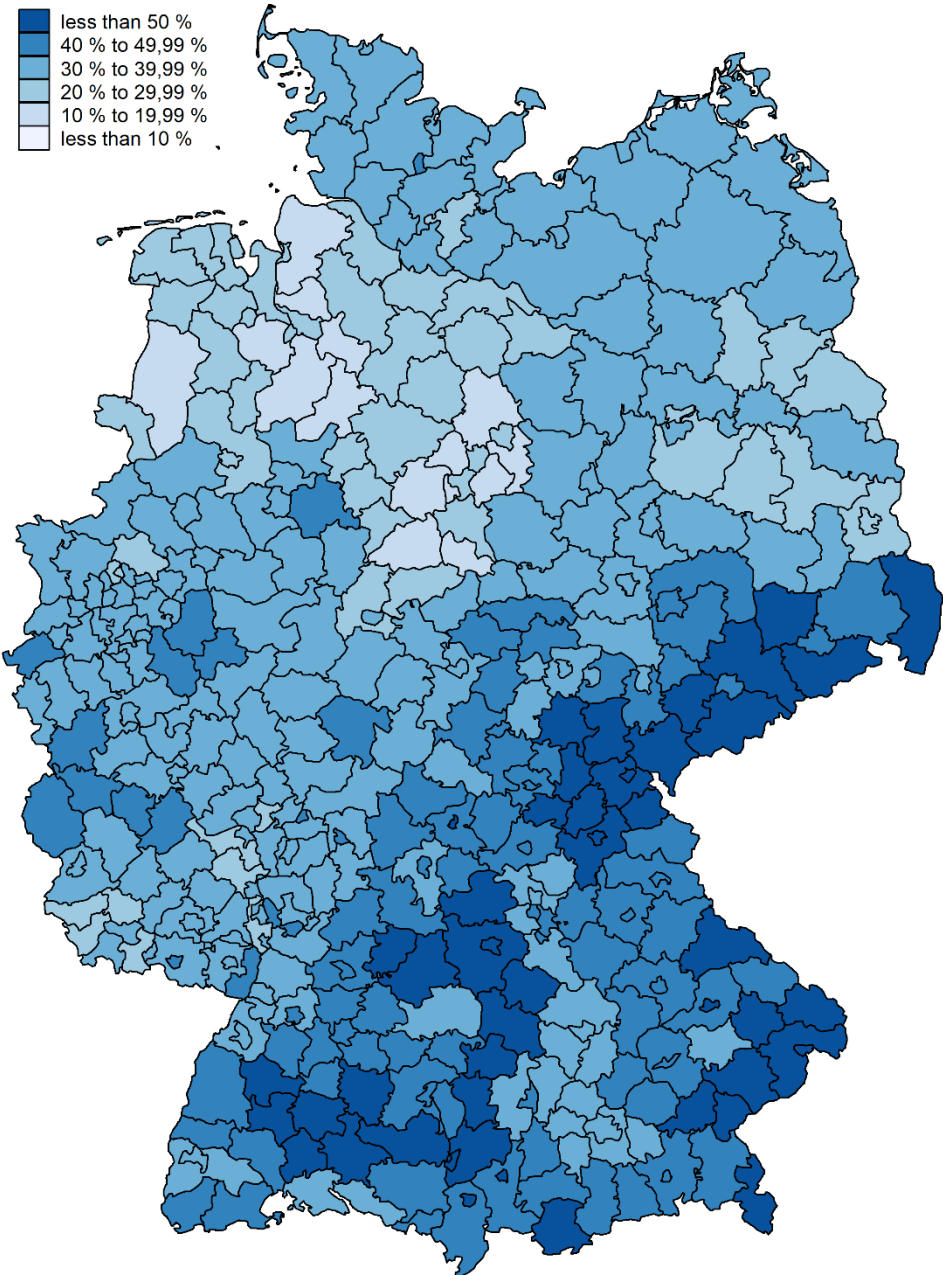 less than 50 %
40 % to 49,99 %
30 % to 39,99 %
20 % to 29,99 %
10 % to 19,99 %
less than 10 %